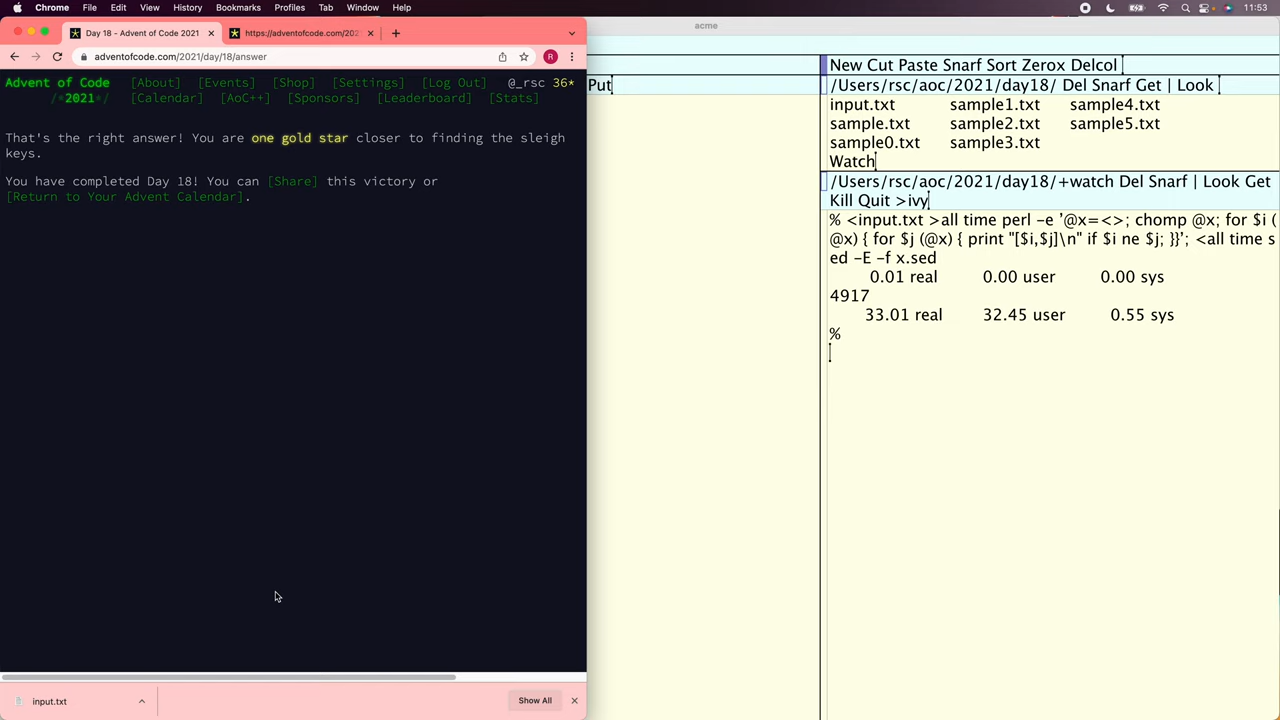 Chrome File Edit View History Bookmarks Profiles Tab Window Help 11:53
Day 18 - Advent of Code 2021
https://adventofcode.com/202
adventofcode.com/2021/day/18/answer
R
Advent of Code [About] [Events] [Shop] [Settings] [Log Out] @_rsc 36*
/*2021*/ [Calendar] [AoC++] [Sponsors] [Leaderboard] [Stats]
That's the right answer! You are one gold star closer to finding the sleigh
keys.
You have completed Day 18! You can [Share] this victory or
[Return to Your Advent Calendar].
input.txt
Show All
acme
Put
New Cut Paste Snarf Sort Zerox Delcol
/Users/rsc/aoc/2021/day18/ Del Snarf Get | Look
input.txt sample1.txt sample4.txt
sample.txt sample2.txt sample5.txt
sample0.txt sample3.txt
Watch
/Users/rsc/aoc/2021/day18/+watch Del Snarf | Look Get
Kill Quit >ivy
% <input.txt >all time perl -e '@x=<>; chomp @x; for $i (
@x) { for $j (@x) { print "[$i,$j]\n" if $i ne $j; }}'; <all time s
ed -E -f x.sed
0.01 real 0.00 user 0.00 sys
4917
33.01 real 32.45 user 0.55 sys
%